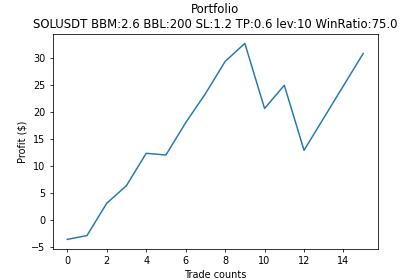 Portfolio
SOLUSDT BBM:2.6 BBL:200 SL:1.2 TP:0.6 lev:10 WinRatio:75.0
30
25
20
15
10
5
0
−5
Profit ($)
0 2 4 6 8 10 12 14
Trade counts